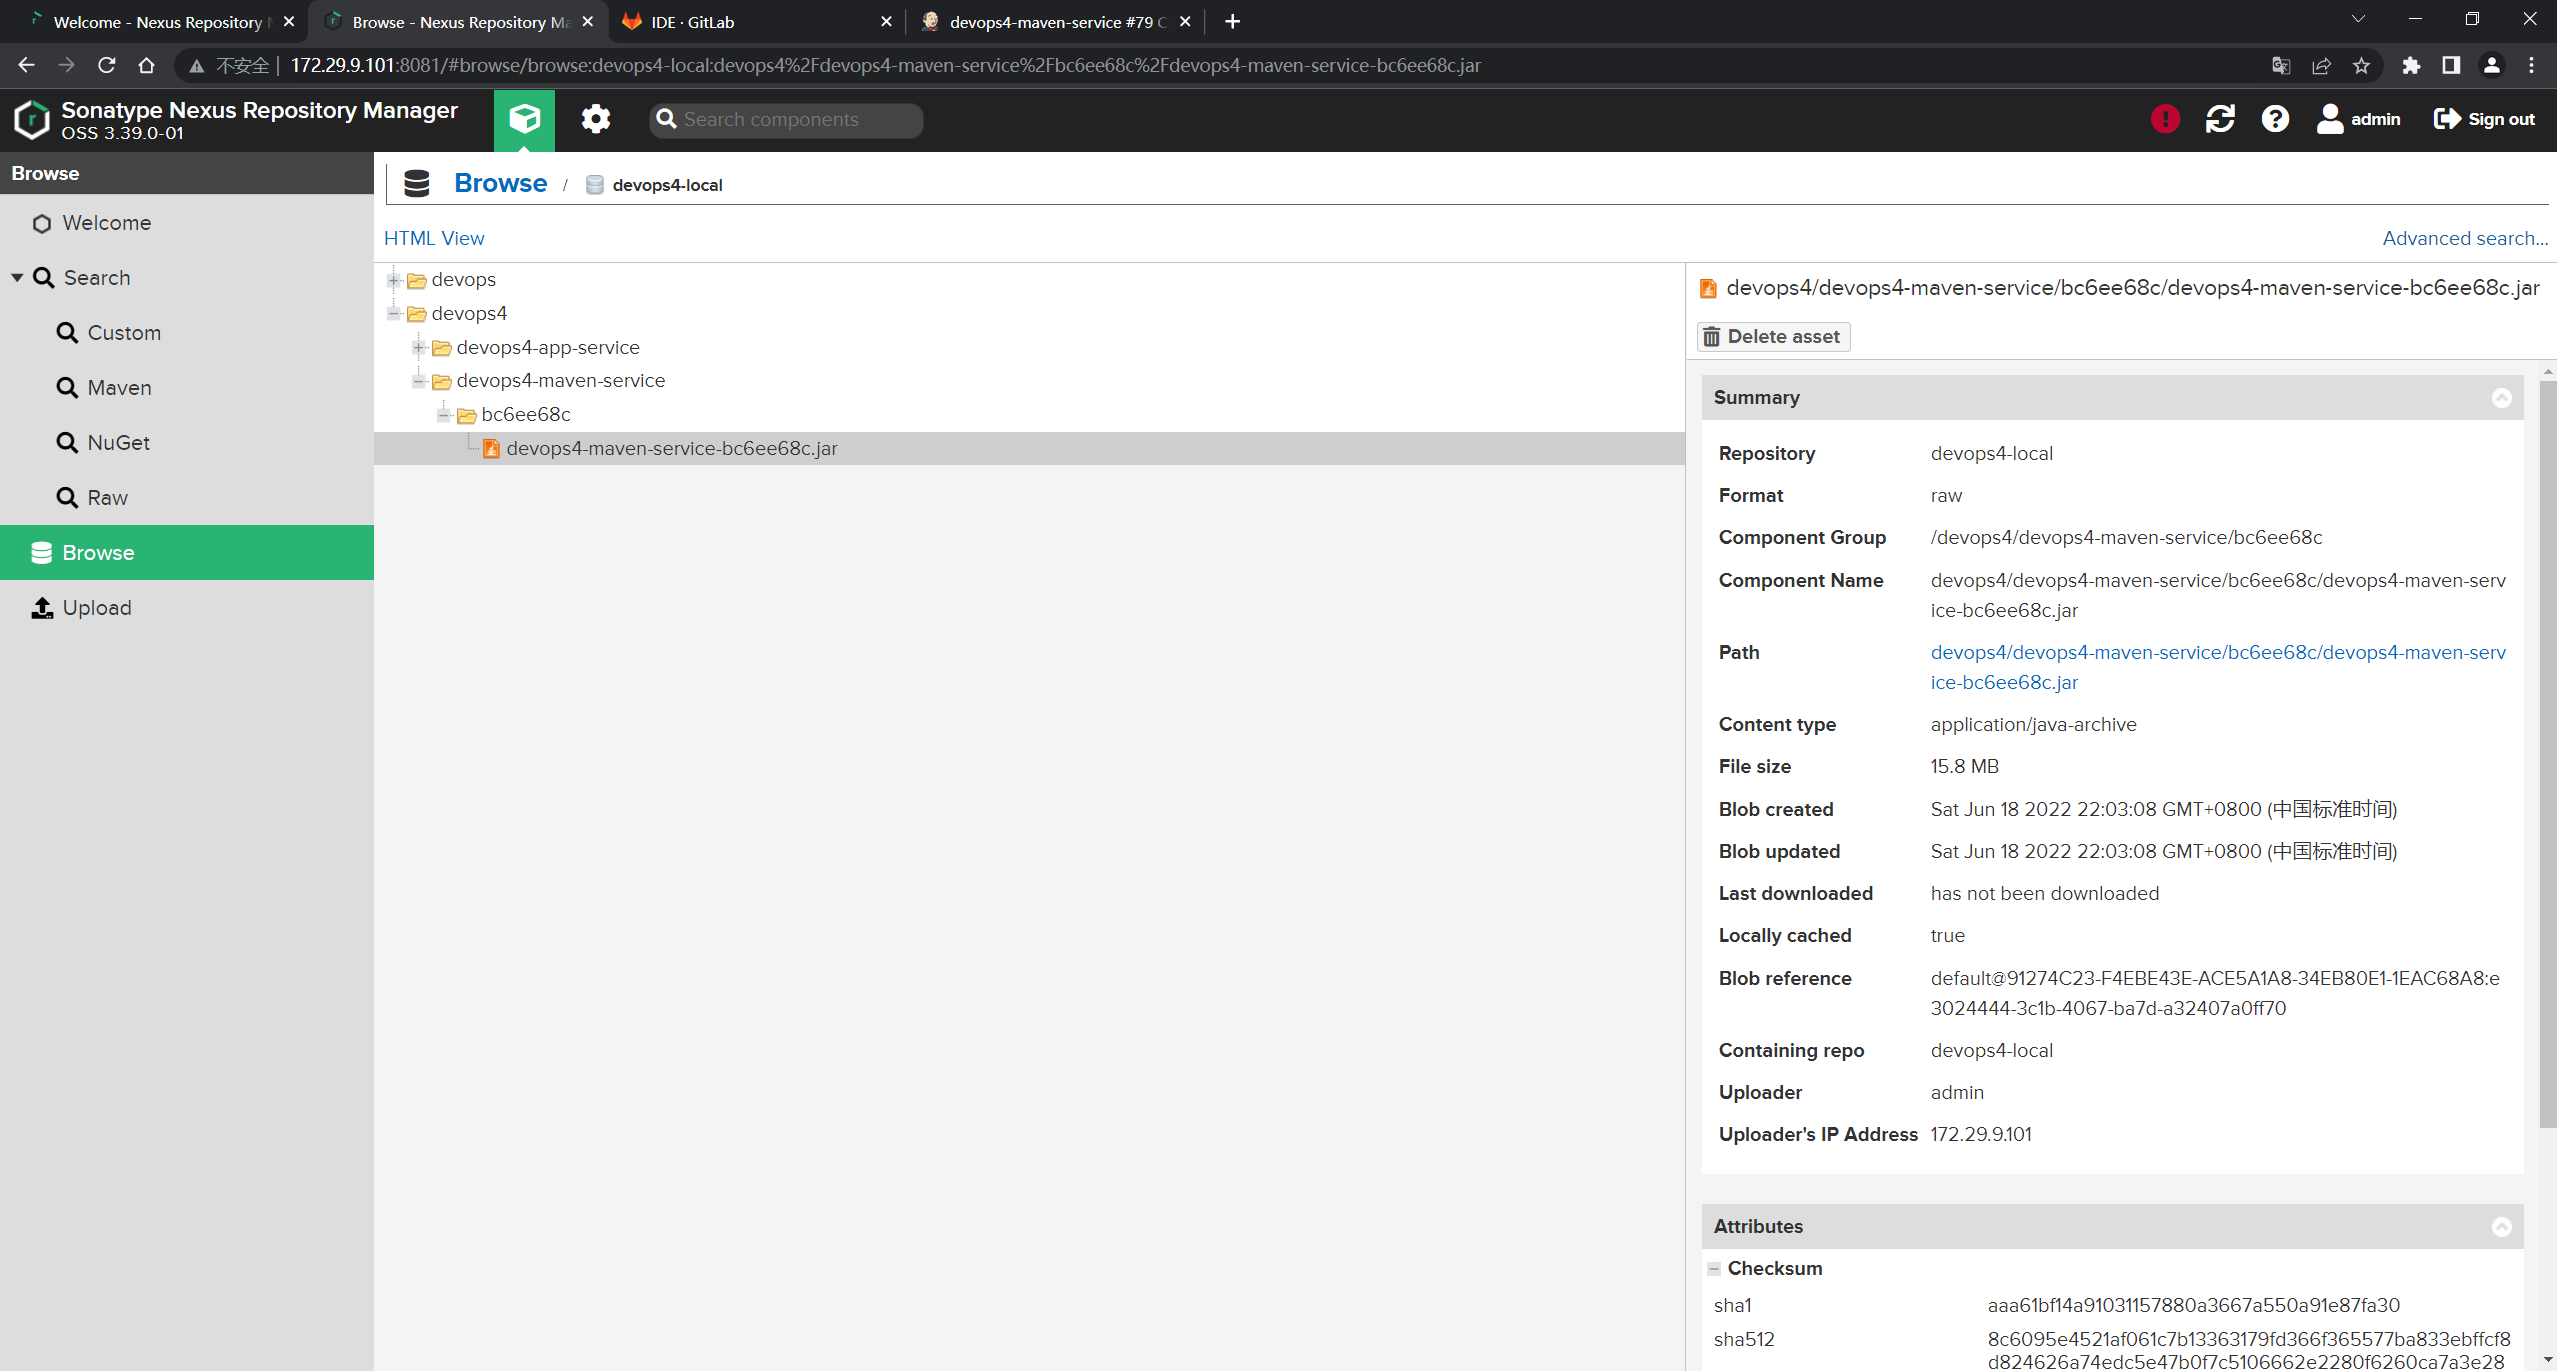 Welcome - Nexus Repository
Browse - Nexus Repository Ma
IDE · GitLab
devops4-maven-service #79 C
不安全
172.29.9.101:8081/#browse/browse:devops4-local:devops4%2Fdevops4-maven-service%2Fbc6ee68c%2Fdevops4-maven-service-bc6ee68c.jar
Sonatype Nexus Repository Manager
OSS 3.39.0-01
Search components
admin
Sign out
Browse
Welcome
Search
Custom
Maven
NuGet
Raw
Browse
Upload
Browse / devops4-local
HTML View
Advanced search...
devops
devops4
devops4-app-service
devops4-maven-service
bc6ee68c
devops4-maven-service-bc6ee68c.jar
devops4/devops4-maven-service/bc6ee68c/devops4-maven-service-bc6ee68c.jar
Delete asset
Summary
Repository devops4-local
Format raw
Component Group /devops4/devops4-maven-service/bc6ee68c
Component Name devops4/devops4-maven-service/bc6ee68c/devops4-maven-serv
ice-bc6ee68c.jar
Path devops4/devops4-maven-service/bc6ee68c/devops4-maven-serv
ice-bc6ee68c.jar
Content type application/java-archive
File size 15.8 MB
Blob created Sat Jun 18 2022 22:03:08 GMT+0800 (中国标准时间)
Blob updated Sat Jun 18 2022 22:03:08 GMT+0800 (中国标准时间)
Last downloaded has not been downloaded
Locally cached true
Blob reference default@91274C23-F4EBE43E-ACE5A1A8-34EB80E1-1EAC68A8:e
3024444-3c1b-4067-ba7d-a32407a0ff70
Containing repo devops4-local
Uploader admin
Uploader's IP Address 172.29.9.101
Attributes
Checksum
sha1 aaa61bf14a91031157880a3667a550a91e87fa30
sha512 8c6095e4521af061c7b13363179fd366f365577ba833ebffcf8
d824626a74edc5e47b0f7c5106662e2280f6260ca7a3e28